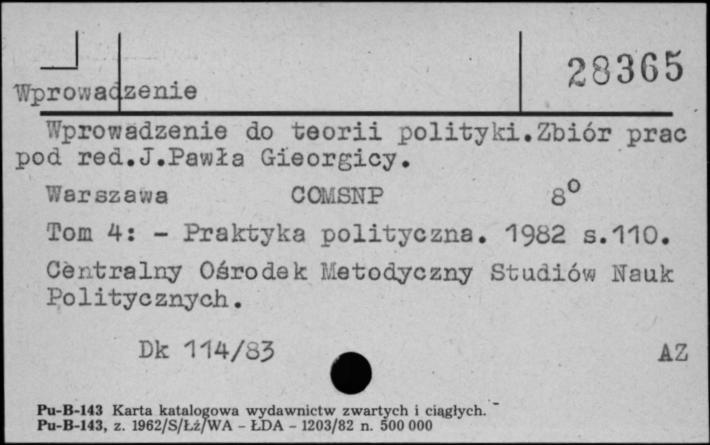 28365
Wprowadzenie
Wprowadzenie do teorii polityki.Zbiór prac
pod red.J.Pawła Gieorgicy.
Warszawa COMSNP 8°
Tom 4: - Praktyka polityczna. 1982 s.110.
Centralny Ośrodek Metodyczny Studiów Nauk
Politycznych.
Dk 114/83 AZ
Pu-B-143 Karta katalogowa wydawnictw zwartych i ciągłych.
Pu-B-143, z. 1962/S/Łż/WA - ŁDA - 1203/82 n. 500 000